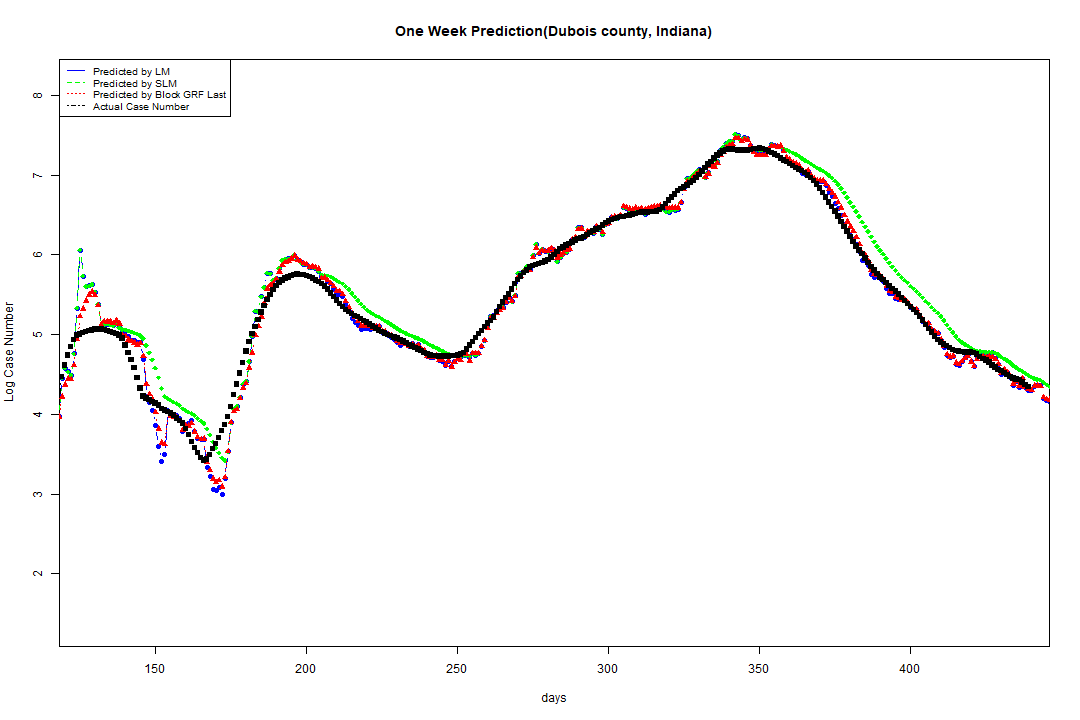 One Week Prediction(Dubois county, Indiana)
Predicted by LM
Predicted by SLM
Predicted by Block GRF Last
Actual Case Number
8
7
6
5
4
3
2
Log Case Number
150 200 250 300 350 400
days